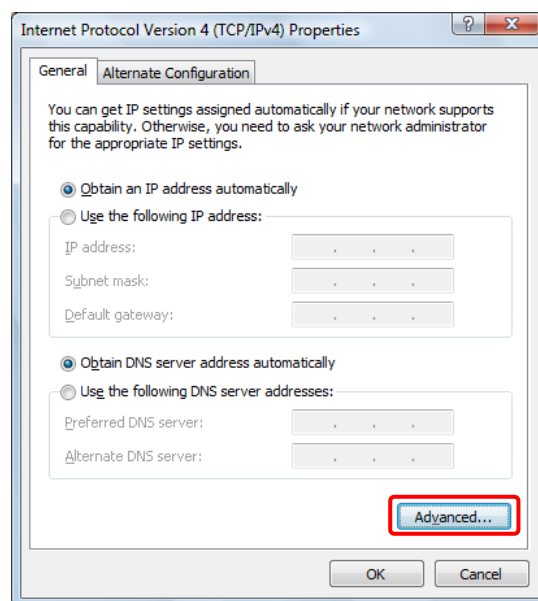 Internet Protocol Version 4 (TCP/IPv4) Properties
General
Alternate Configuration
You can get IP settings assigned automatically if your network supports
this capability. Otherwise, you need to ask your network administrator
for the appropriate IP settings.
Obtain an IP address automatically
Use the following IP address:
IP address:
Subnet mask:
Default gateway:
Obtain DNS server address automatically
Use the following DNS server addresses:
Preferred DNS server:
Alternate DNS server:
Advanced...
OK
Cancel